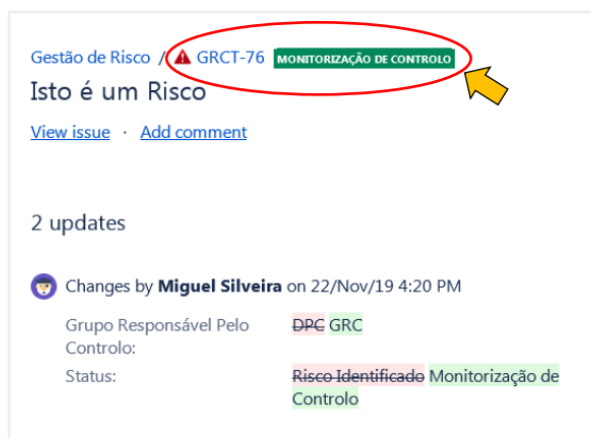 Gestão de Risco / GRCT-76 MONITORIZAÇÃO DE CONTROLO
Isto é um Risco
View issue · Add comment
2 updates
Changes by Miguel Silveira on 22/Nov/19 4:20 PM
Grupo Responsável Pelo DPC GRC
Controlo:
Status: Risco Identificado Monitorização de
Controlo